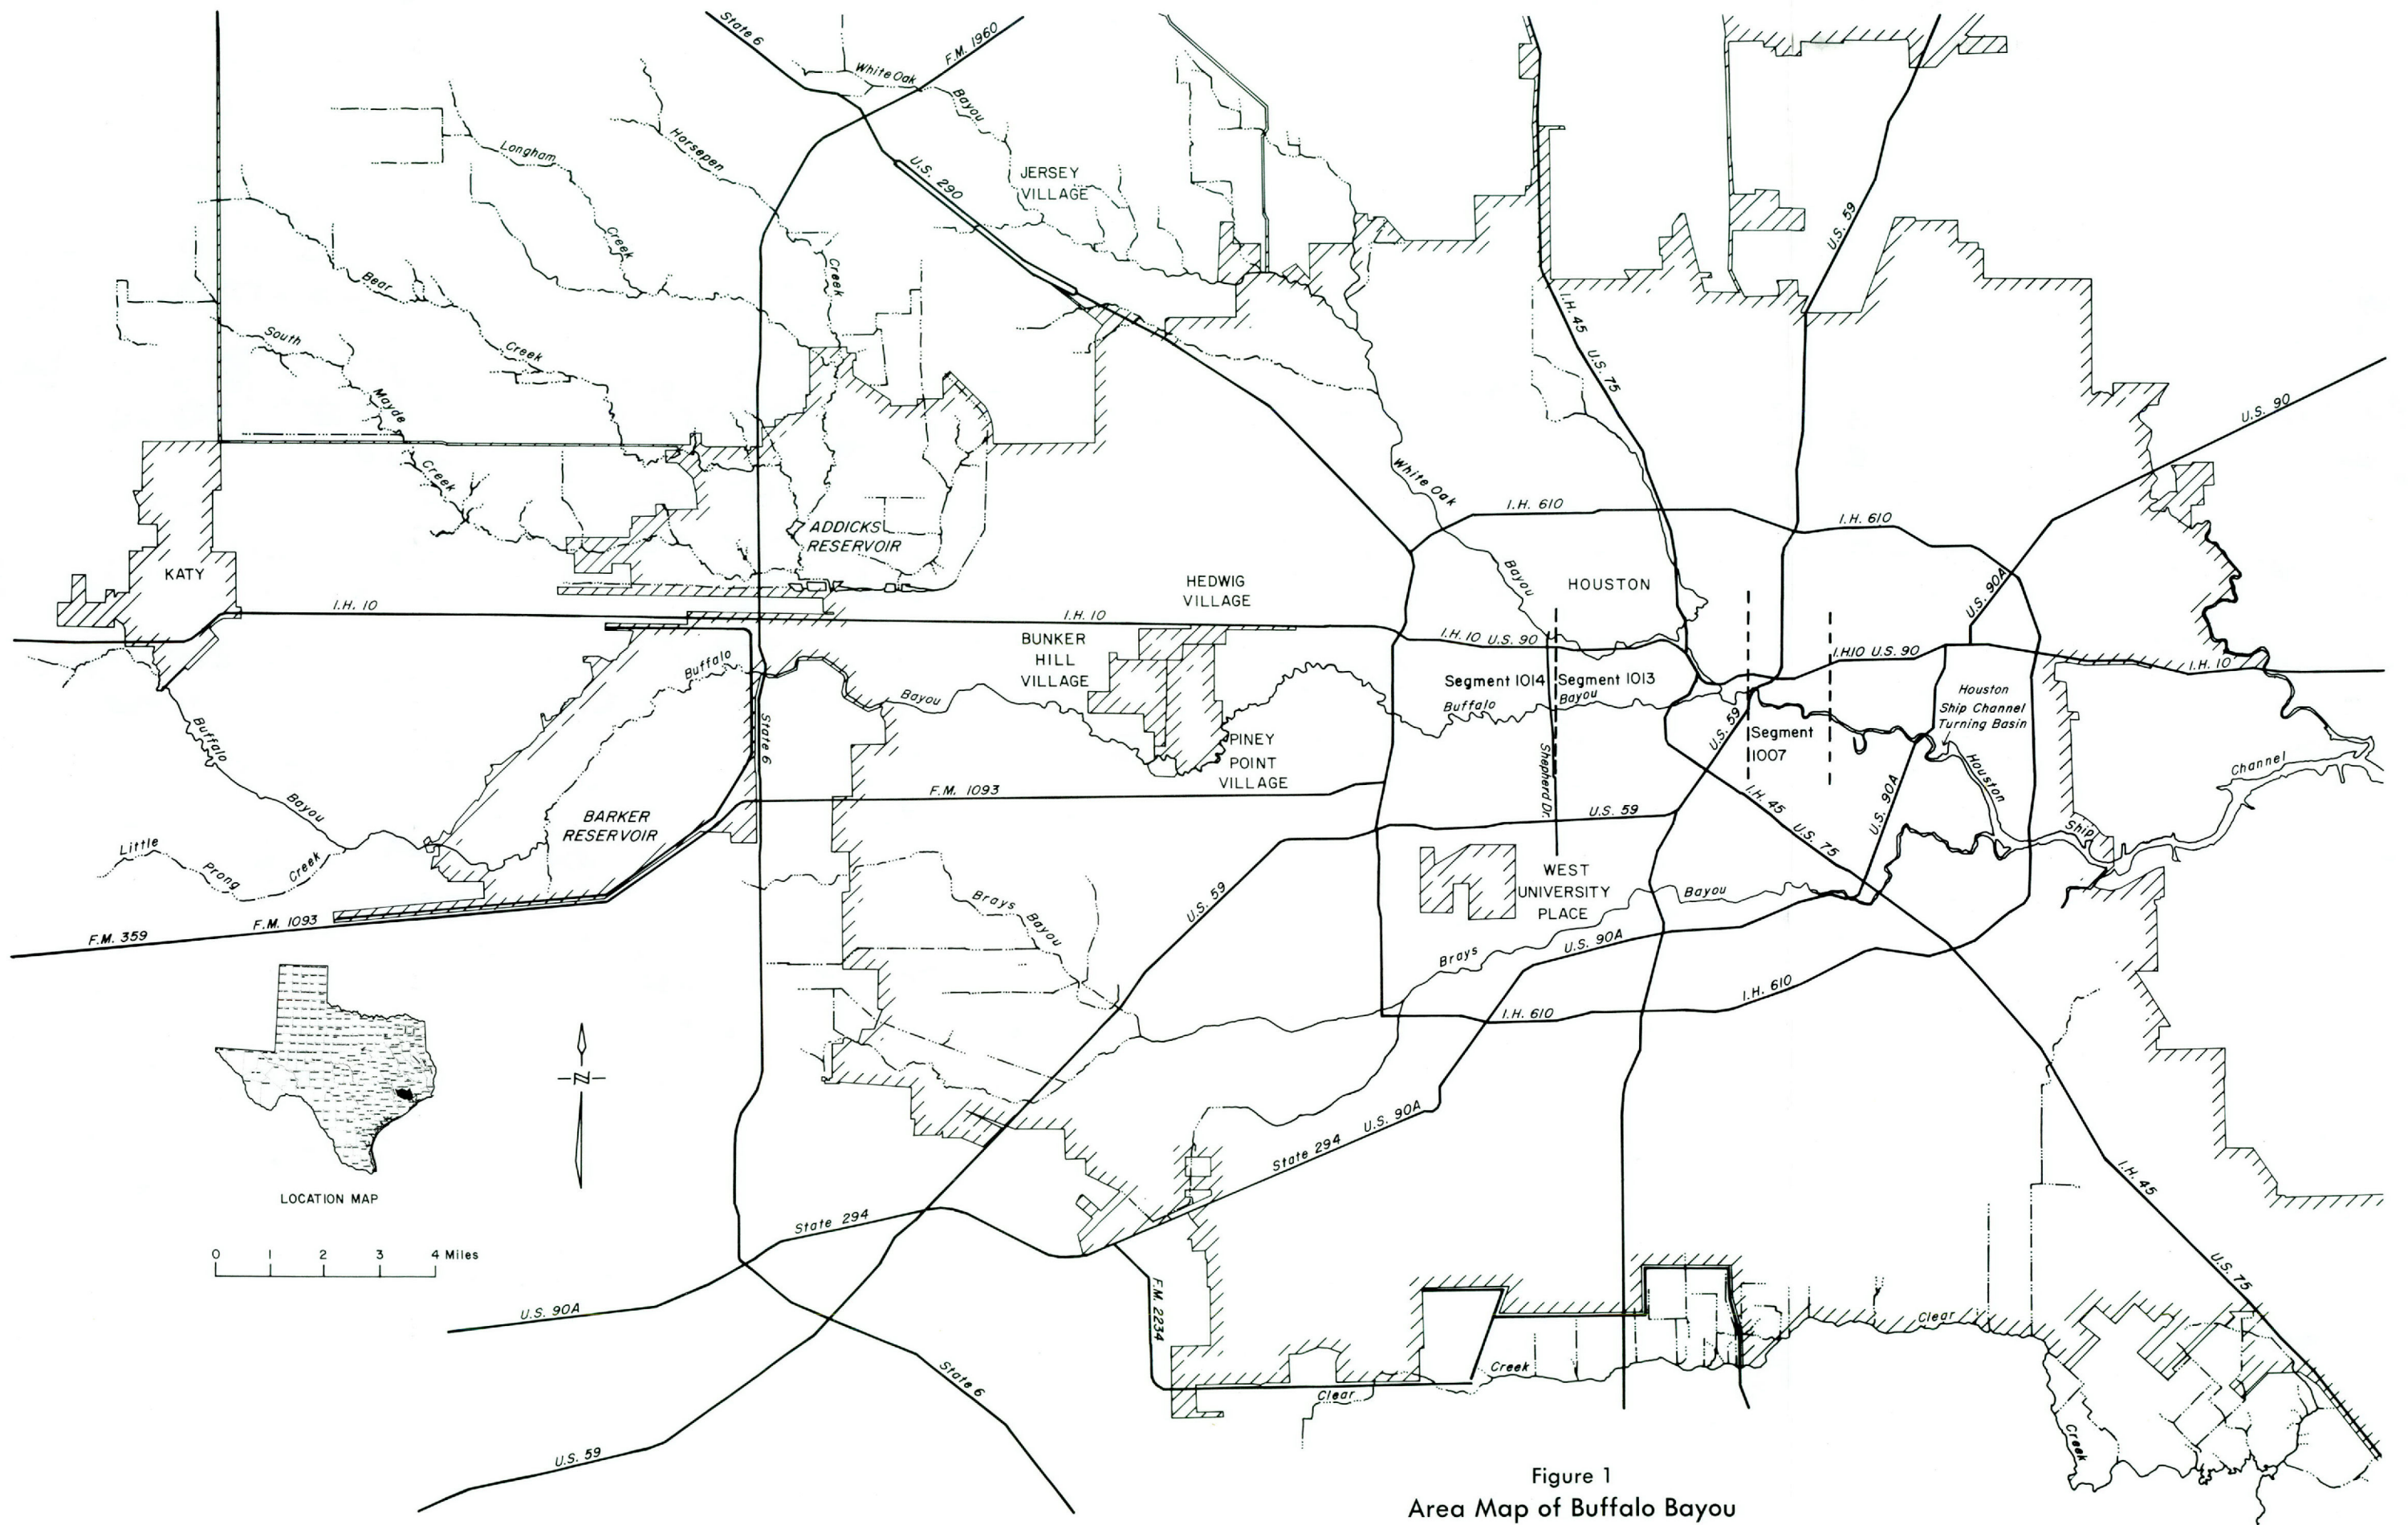 State 6
F.M. 1960
White Oak
Bayou
Longham
Creek
Horsepen
Creek
U.S. 290
JERSEY
VILLAGE
U.S. 59
Bear
Creek
South
Mayde
Creek
I.H. 45
U.S. 75
U.S. 90
White Oak
Bayou
I.H. 610
I.H. 610
ADDICKS
RESERVOIR
KATY
HEDWIG
VILLAGE
HOUSTON
U.S. 90A
I.H. 10
I.H. 10
I.H. 10 U.S. 90
I.H.10 U.S. 90
I.H. 10
BUNKER
HILL
VILLAGE
Buffalo
Bayou
Segment 1014
Segment 1013
Buffalo
Bayou
Houston
Ship Channel
Turning Basin
Buffalo
Bayou
State 6
PINEY
POINT
VILLAGE
Shepherd Dr.
U.S. 59
Segment
1007
Houston
Ship
Channel
F.M. 1093
BARKER
RESERVOIR
U.S. 59
I.H. 45
U.S. 75
U.S. 90A
Little
Prong
Creek
WEST
UNIVERSITY
PLACE
Brays
Bayou
U.S. 59
Brays
Bayou
U.S. 90A
F.M. 359
F.M. 1093
I.H. 610
I.H. 610
N
LOCATION MAP
State 294
U.S. 90A
State 294
I.H. 45
U.S. 75
0 1 2 3 4 Miles
U.S. 90A
F.M. 2234
State 6
Clear
Creek
Clear
Creek
U.S. 59
Figure 1
Area Map of Buffalo Bayou